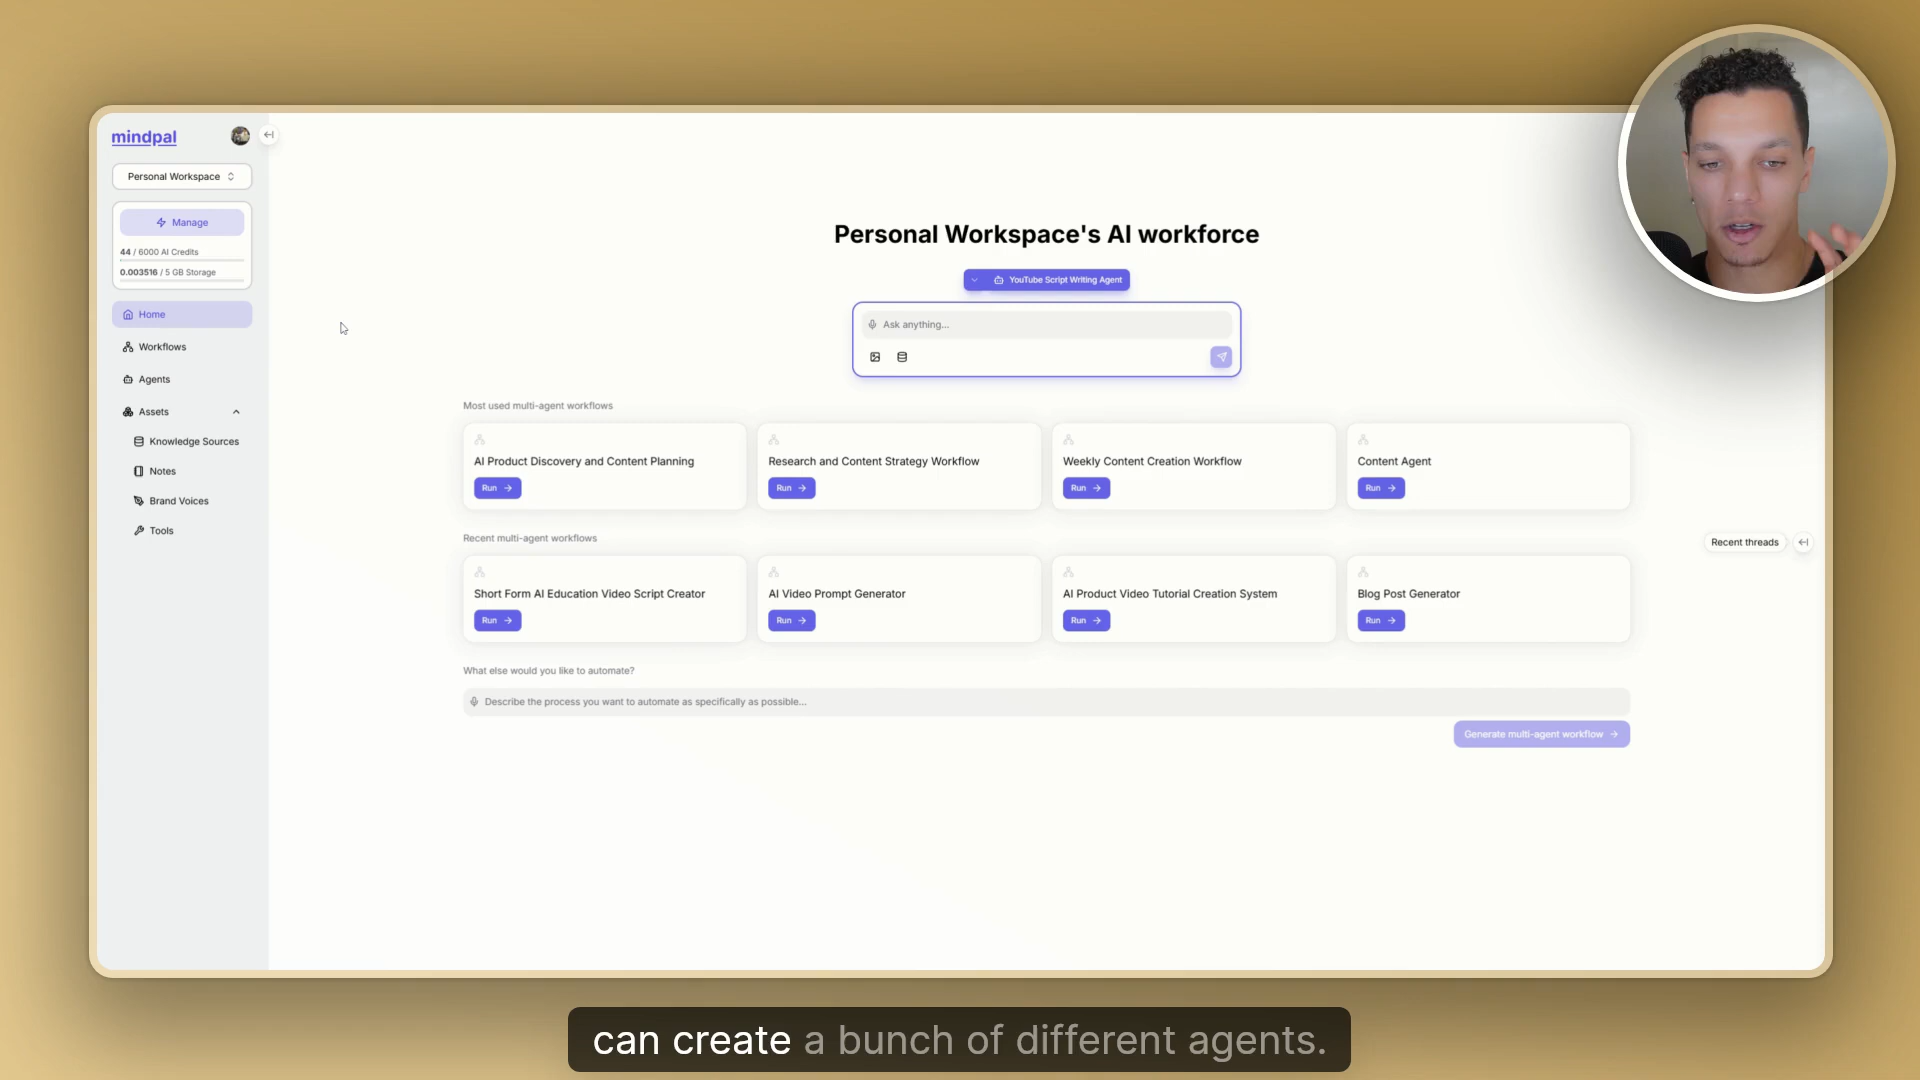 mindpal
Personal Workspace
Manage
44 / 6000 AI Credits
0.003516 / 5 GB Storage
Home
Workflows
Agents
Assets
Knowledge Sources
Notes
Brand Voices
Tools
Personal Workspace's AI workforce
YouTube Script Writing Agent
Ask anything...
Most used multi-agent workflows
AI Product Discovery and Content Planning
Run
Research and Content Strategy Workflow
Run
Weekly Content Creation Workflow
Run
Content Agent
Run
Recent multi-agent workflows
Short Form AI Education Video Script Creator
Run
AI Video Prompt Generator
Run
AI Product Video Tutorial Creation System
Run
Blog Post Generator
Run
Recent threads
What else would you like to automate?
Describe the process you want to automate as specifically as possible...
Generate multi-agent workflow
can create a bunch of different agents.